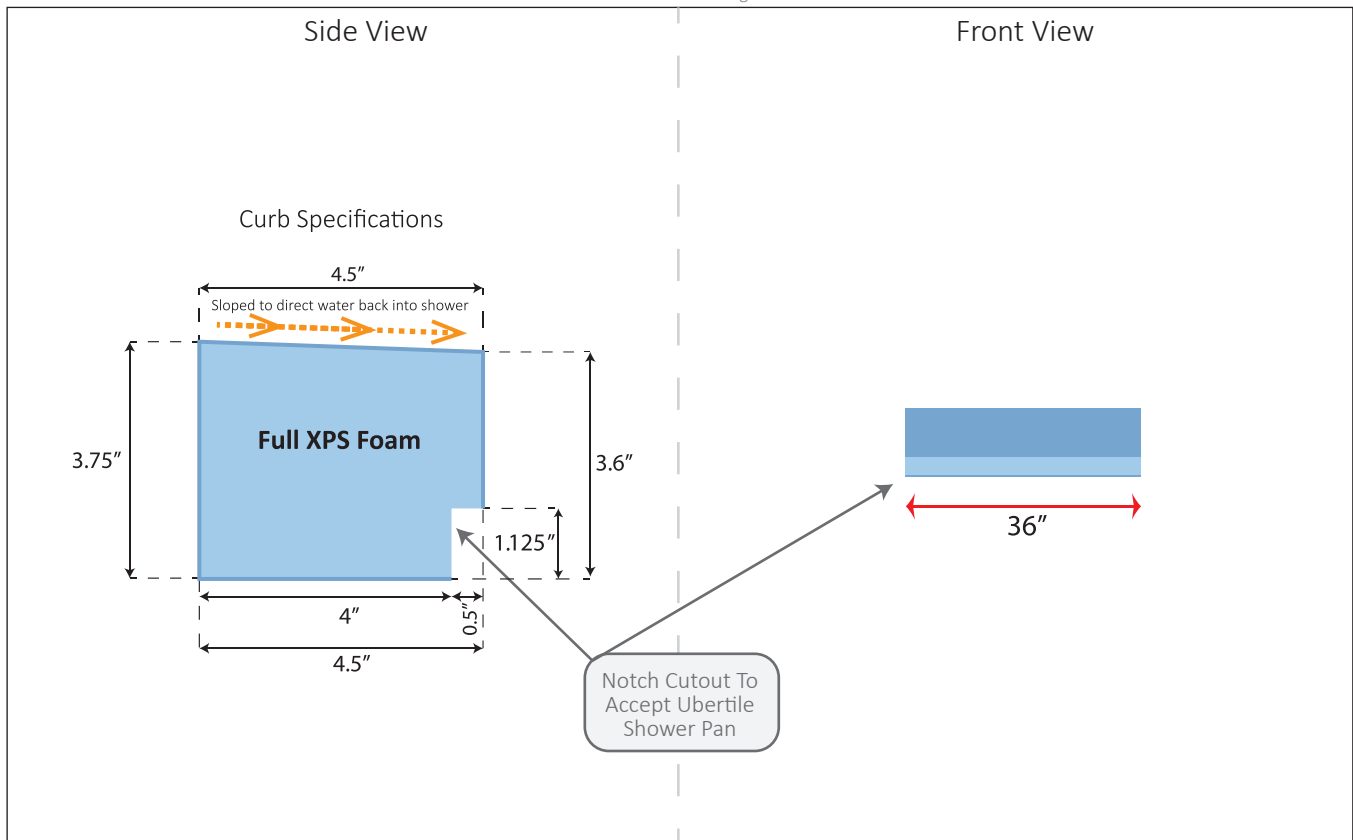 Side View
Front View
Curb Specifications
4.5”
Sloped to direct water back into shower
Full XPS Foam
3.75”
3.6”
1.125”
4”
0.5”
4.5”
36”
Notch Cutout To
Accept Ubertile
Shower Pan